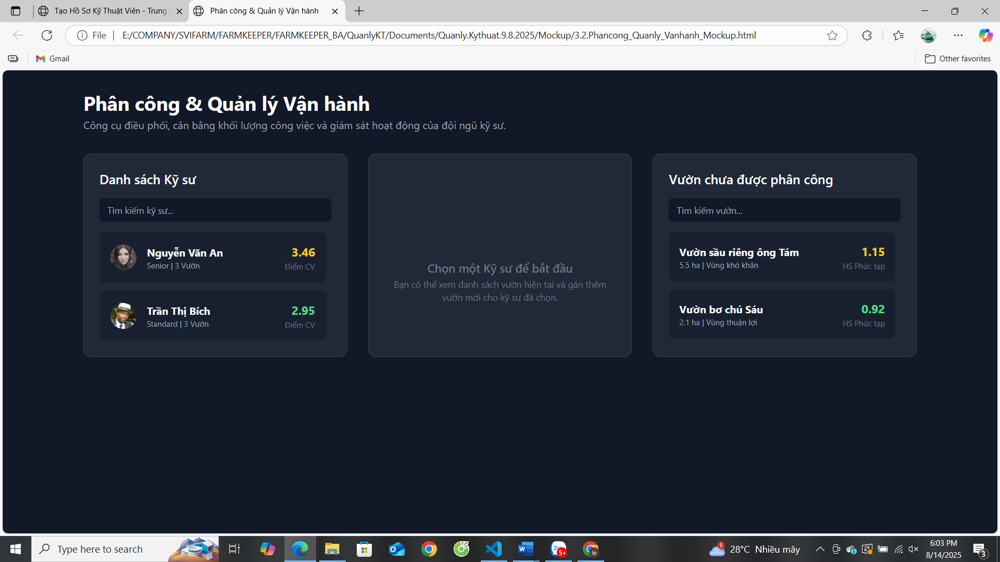 Tạo Hồ Sơ Kỹ Thuật Viên - Trung
Phân công & Quản lý Vận hành
File
E:/COMPANY/SVIFARM/FARMKEEPER/FARMKEEPER_BA/QuanlyKT/Documents/Quanly.Kythuat.9.8.2025/Mockup/3.2.Phancong_Quanly_Vanhanh_Mockup.html
Gmail
Other favorites
Phân công & Quản lý Vận hành
Công cụ điều phối, cân bằng khối lượng công việc và giám sát hoạt động của đội ngũ kỹ sư.
Danh sách Kỹ sư
Tìm kiếm kỹ sư...
Nguyễn Văn An
Senior | 3 Vườn
3.46
Điểm CV
Trần Thị Bích
Standard | 3 Vườn
2.95
Điểm CV
Chọn một Kỹ sư để bắt đầu
Bạn có thể xem danh sách vườn hiện tại và gán thêm
vườn mới cho kỹ sư đã chọn.
Vườn chưa được phân công
Tìm kiếm vườn...
Vườn sầu riêng ông Tám
5.5 ha | Vùng khó khăn
1.15
HS Phức tạp
Vườn bơ chú Sáu
2.1 ha | Vùng thuận lợi
0.92
HS Phức tạp
Type here to search
5+
5
28°C Nhiều mây
6:03 PM
8/14/2025
3